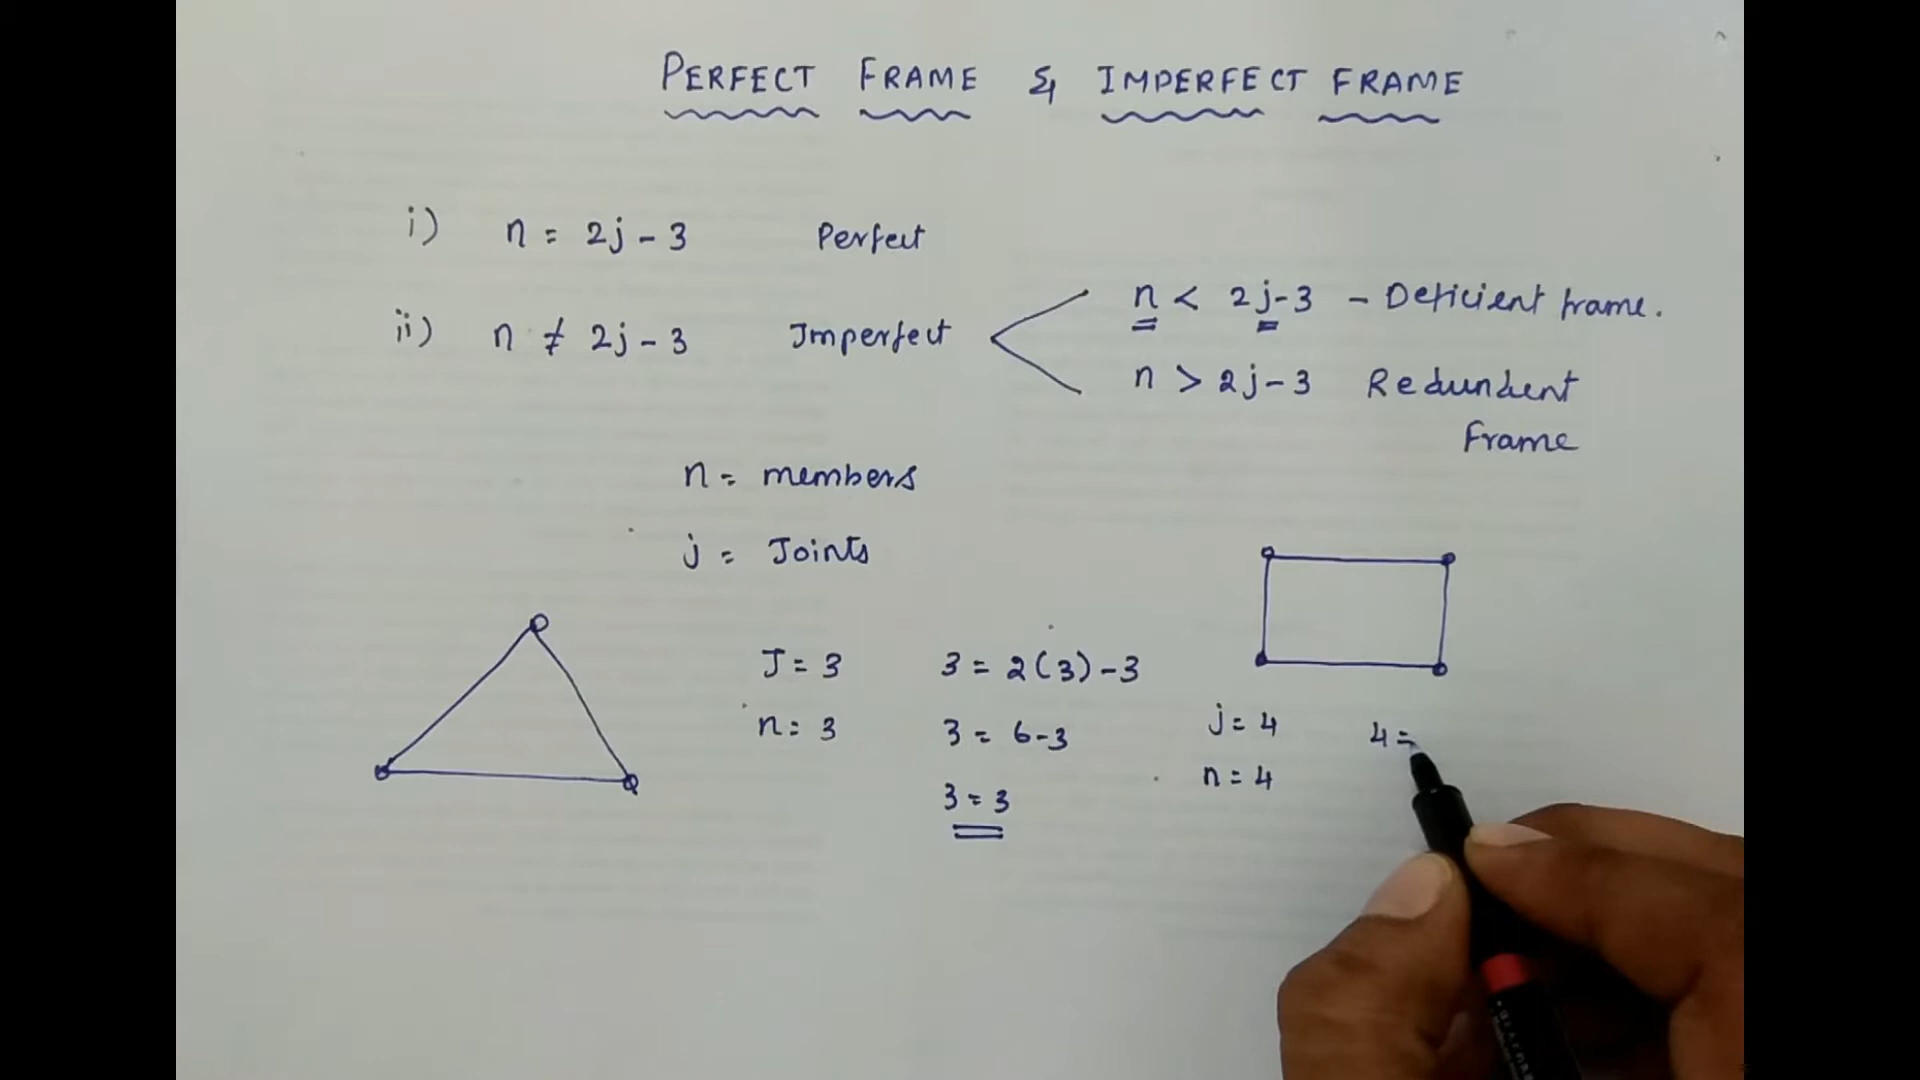 PERFECT FRAME & IMPERFECT FRAME
i) n = 2j - 3 Perfect
ii) n ≠ 2j - 3 Imperfect
n < 2j - 3 - Deficient frame.
n > 2j - 3 Redundent
Frame
n = members
j = Joints
J = 3
n = 3
3 = 2(3) - 3
3 = 6 - 3
3 = 3
j = 4
n = 4
4 =